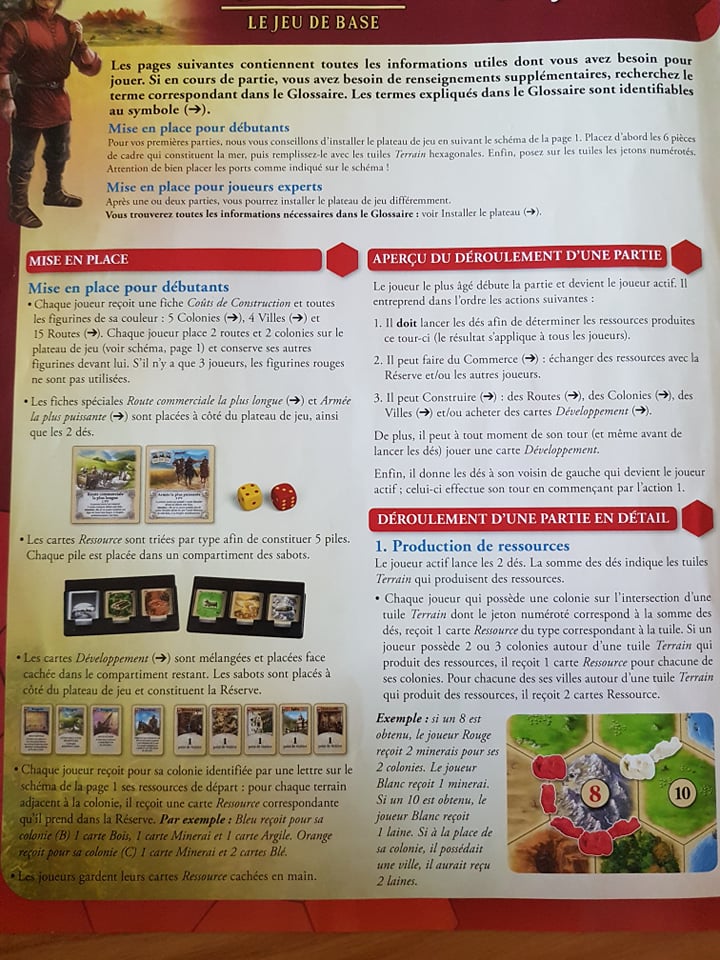 LE JEU DE BASE
Les pages suivantes contiennent toutes les informations utiles dont vous avez besoin pour
jouer. Si en cours de partie, vous avez besoin de renseignements supplémentaires, recherchez le
terme correspondant dans le Glossaire. Les termes expliqués dans le Glossaire sont identifiables
au symbole (➔).
Mise en place pour débutants
Pour vos premières parties, nous vous conseillons d'installer le plateau de jeu en suivant le schéma de la page 1. Placez d'abord les 6 pièces
de cadre qui constituent la mer, puis remplissez-le avec les tuiles Terrain hexagonales. Enfin, posez sur les tuiles les jetons numérotés.
Attention de bien placer les ports comme indiqué sur le schéma !
Mise en place pour joueurs experts
Après une ou deux parties, vous pourrez installer le plateau de jeu différemment.
Vous trouverez toutes les informations nécessaires dans le Glossaire : voir Installer le plateau (➔).
MISE EN PLACE
Mise en place pour débutants
• Chaque joueur reçoit une fiche Coûts de Construction et toutes
les figurines de sa couleur : 5 Colonies (➔), 4 Villes (➔) et
15 Routes (➔). Chaque joueur place 2 routes et 2 colonies sur le
plateau de jeu (voir schéma, page 1) et conserve ses autres
figurines devant lui. S'il n'y a que 3 joueurs, les figurines rouges
ne sont pas utilisées.
• Les fiches spéciales Route commerciale la plus longue (➔) et Armée
la plus puissante (➔) sont placées à côté du plateau de jeu, ainsi
que les 2 dés.
Route commerciale
la plus longue
Armée la plus puissante
• Les cartes Ressource sont triées par type afin de constituer 5 piles.
Chaque pile est placée dans un compartiment des sabots.
• Les cartes Développement (➔) sont mélangées et placées face
cachée dans le compartiment restant. Les sabots sont placés à
côté du plateau de jeu et constituent la Réserve.
1 1 1 1 1
• Chaque joueur reçoit pour sa colonie identifiée par une lettre sur le
schéma de la page 1 ses ressources de départ : pour chaque terrain
adjacent à la colonie, il reçoit une carte Ressource correspondante
qu'il prend dans la Réserve. Par exemple : Bleu reçoit pour sa
colonie (B) 1 carte Bois, 1 carte Minerai et 1 carte Argile. Orange
reçoit pour sa colonie (C) 1 carte Minerai et 2 cartes Blé.
• Les joueurs gardent leurs cartes Ressource cachées en main.
APERÇU DU DÉROULEMENT D'UNE PARTIE
Le joueur le plus âgé débute la partie et devient le joueur actif. Il
entreprend dans l'ordre les actions suivantes :
1. Il doit lancer les dés afin de déterminer les ressources produites
ce tour-ci (le résultat s'applique à tous les joueurs).
2. Il peut faire du Commerce (➔) : échanger des ressources avec la
Réserve et/ou les autres joueurs.
3. Il peut Construire (➔) : des Routes (➔), des Colonies (➔), des
Villes (➔) et/ou acheter des cartes Développement (➔).
De plus, il peut à tout moment de son tour (et même avant de
lancer les dés) jouer une carte Développement.
Enfin, il donne les dés à son voisin de gauche qui devient le joueur
actif ; celui-ci effectue son tour en commençant par l'action 1.
DÉROULEMENT D'UNE PARTIE EN DÉTAIL
1. Production de ressources
Le joueur actif lance les 2 dés. La somme des dés indique les tuiles
Terrain qui produisent des ressources.
• Chaque joueur qui possède une colonie sur l'intersection d'une
tuile Terrain dont le jeton numéroté correspond à la somme des
dés, reçoit 1 carte Ressource du type correspondant à la tuile. Si un
joueur possède 2 ou 3 colonies autour d'une tuile Terrain qui
produit des ressources, il reçoit 1 carte Ressource pour chacune de
ses colonies. Pour chacune des ses villes autour d'une tuile Terrain
qui produit des ressources, il reçoit 2 cartes Ressource.
Exemple : si un 8 est
obtenu, le joueur Rouge
reçoit 2 minerais pour ses
2 colonies. Le joueur
Blanc reçoit 1 minerai.
Si un 10 est obtenu, le
joueur Blanc reçoit
1 laine. Si à la place de
sa colonie, il possédait
une ville, il aurait reçu
2 laines.
8
10